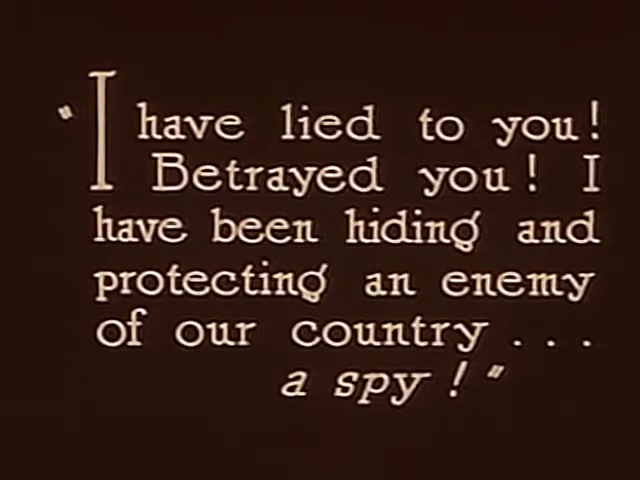 "I have lied to you!
Betrayed you! I
have been hiding and
protecting an enemy
of our country . . .
a spy!"